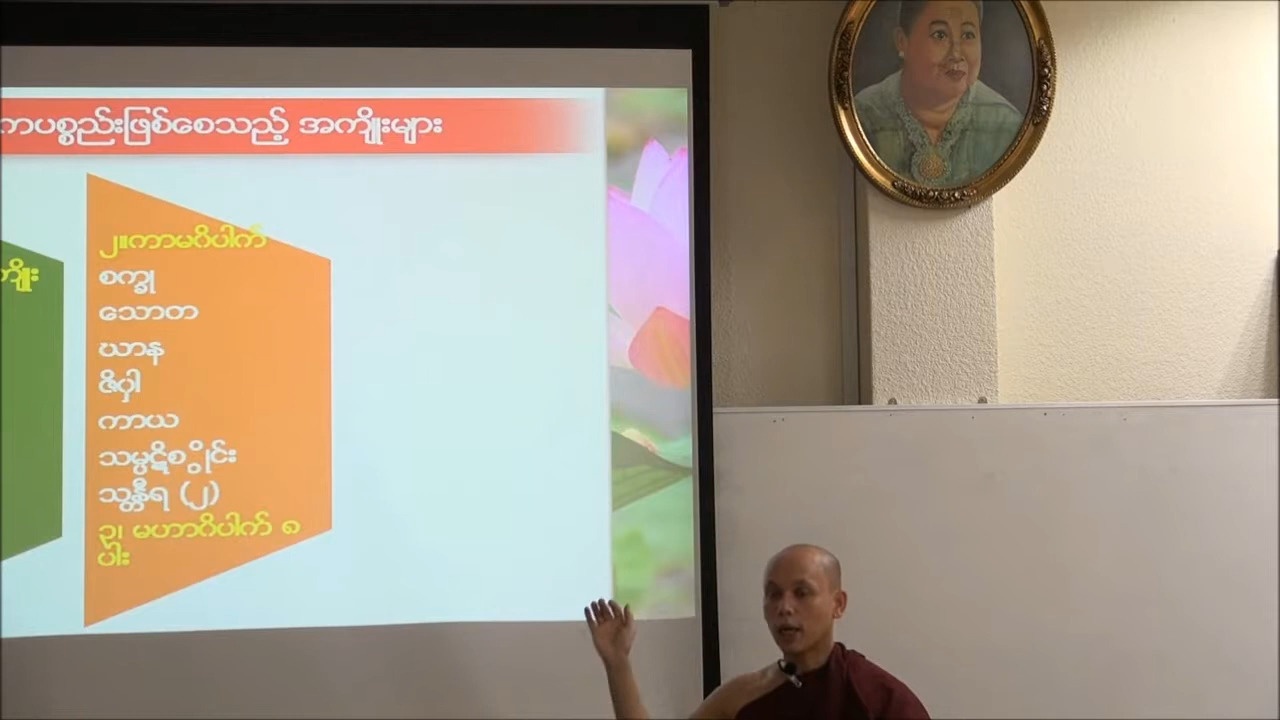 ကပစ္စည်းဖြစ်စေသည့် အကျိုးများ
ကျိုး
၂။ကာမဝိပါက်
စက္ခု
သောတ
ဃာန
ဇိဝှါ
ကာယ
သမ္ပဋိစ္ဆိုင်း
သန္တီရ (၂)
၃၊ မဟာဝိပါက် ၈
ပါး